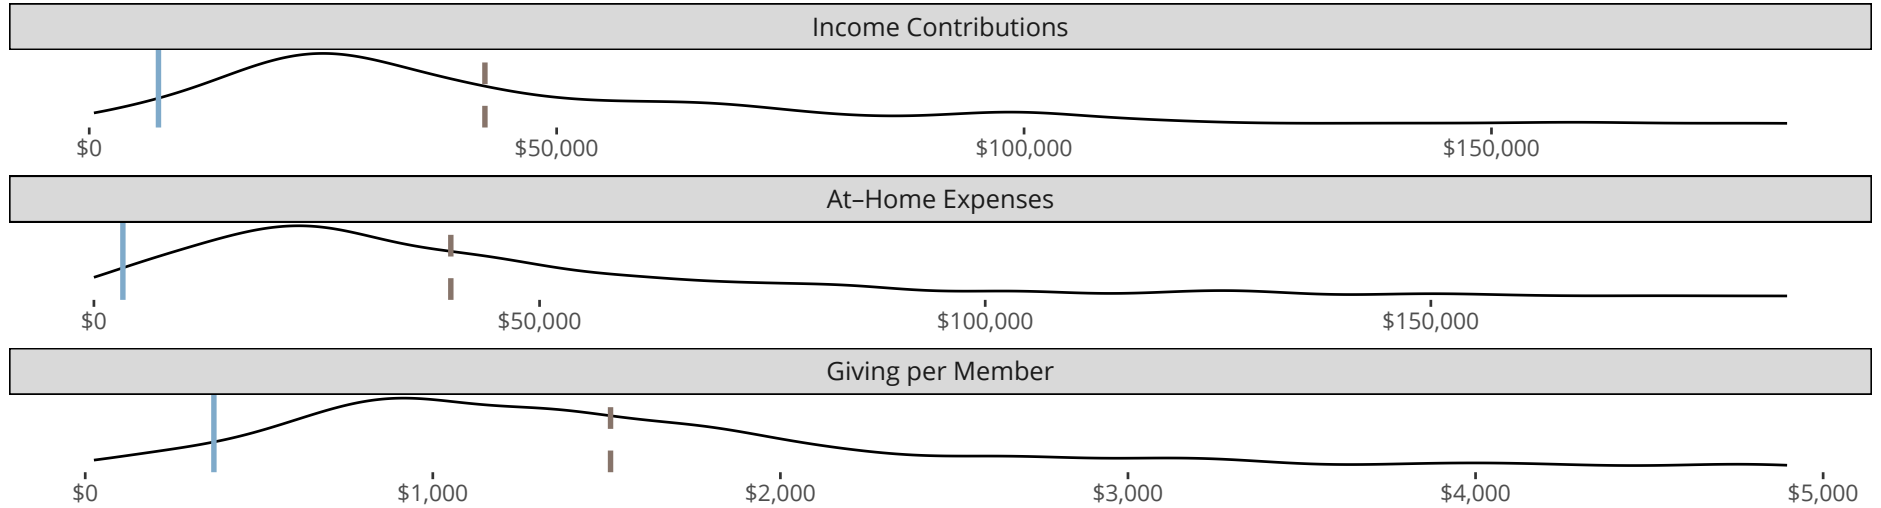 Income Contributions
$0 $50,000 $100,000 $150,000
At–Home Expenses
$0 $50,000 $100,000 $150,000
Giving per Member
$0 $1,000 $2,000 $3,000 $4,000 $5,000